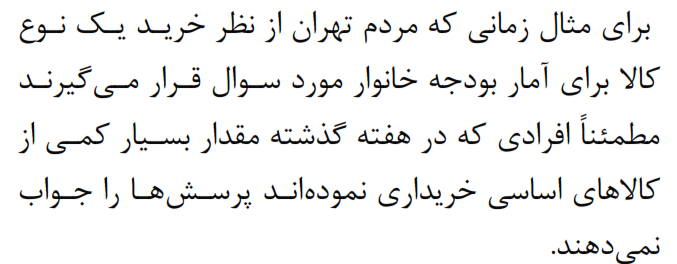 برای مثال زمانی که مردم تهران از نظر خرید یک نوع
کالا برای آمار بودجه خانوار مورد سوال قرار می‌گیرند
مطمئناً افرادی که در هفته گذشته مقدار بسیار کمی از
کالاهای اساسی خریداری نموده‌اند پرسش‌ها را جواب
نمی‌دهند.